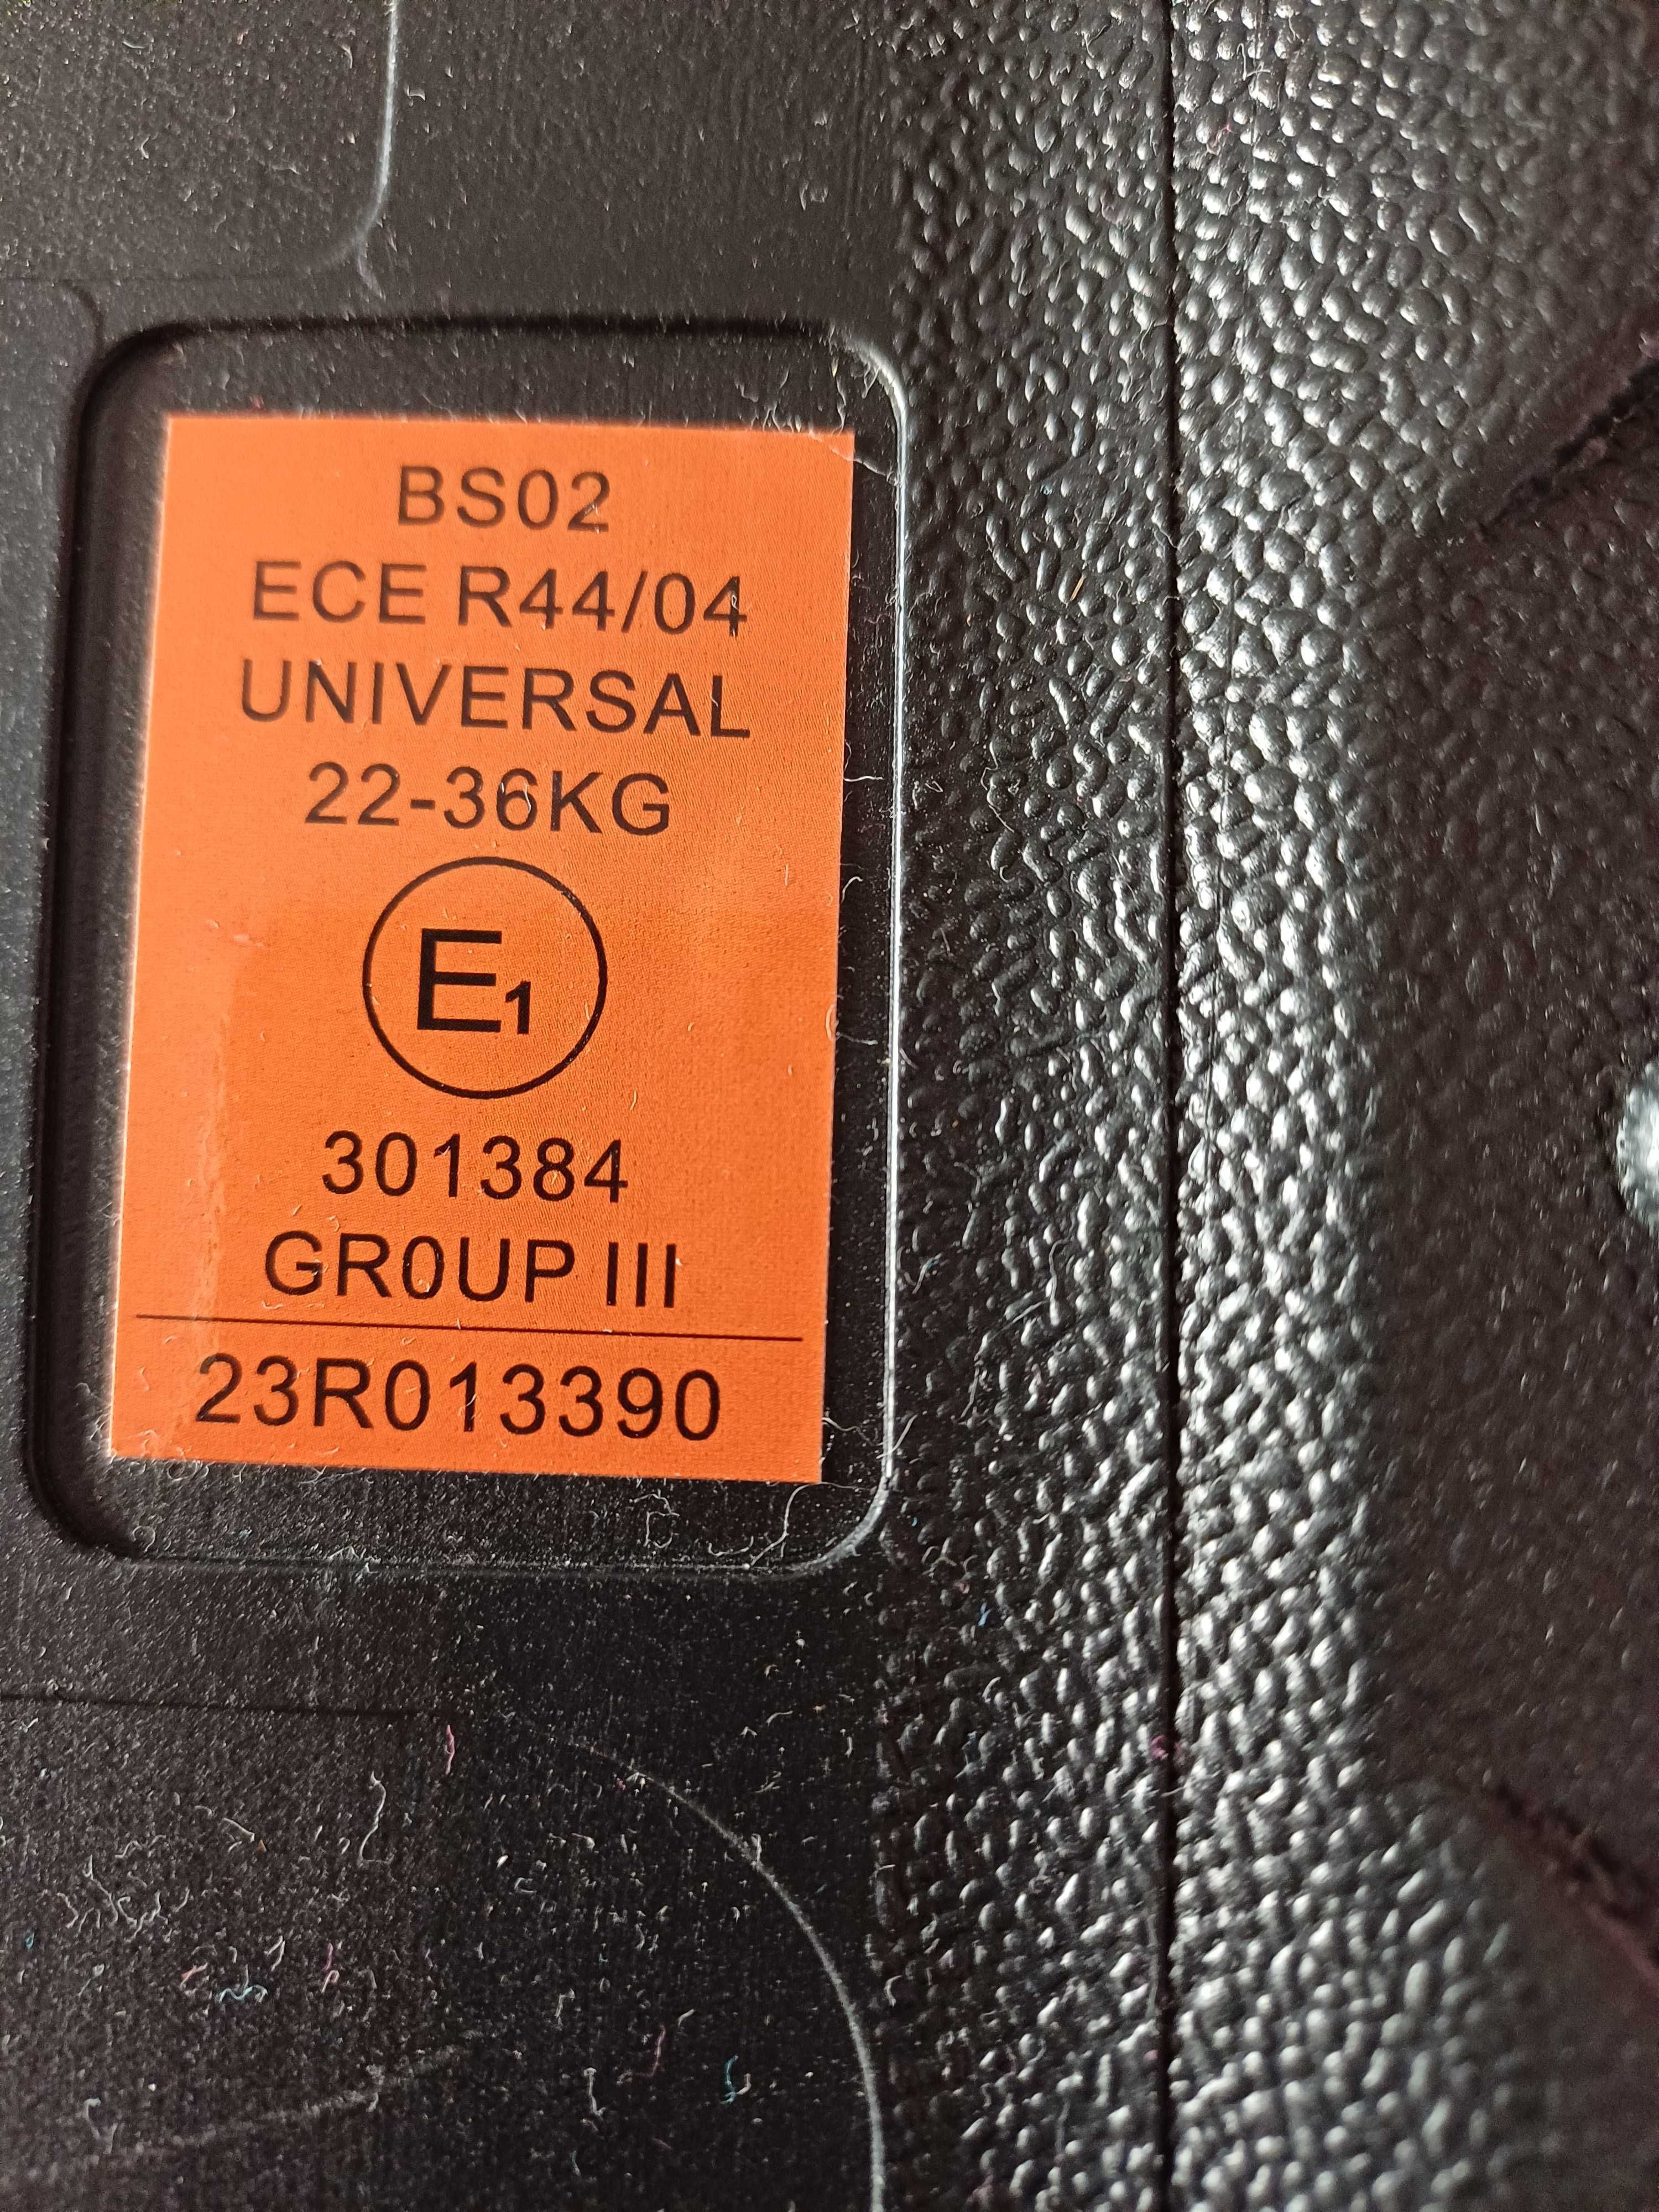 BS02
ECE R44/04
UNIVERSAL
22-36KG
E1
301384
GR0UP III
23R013390